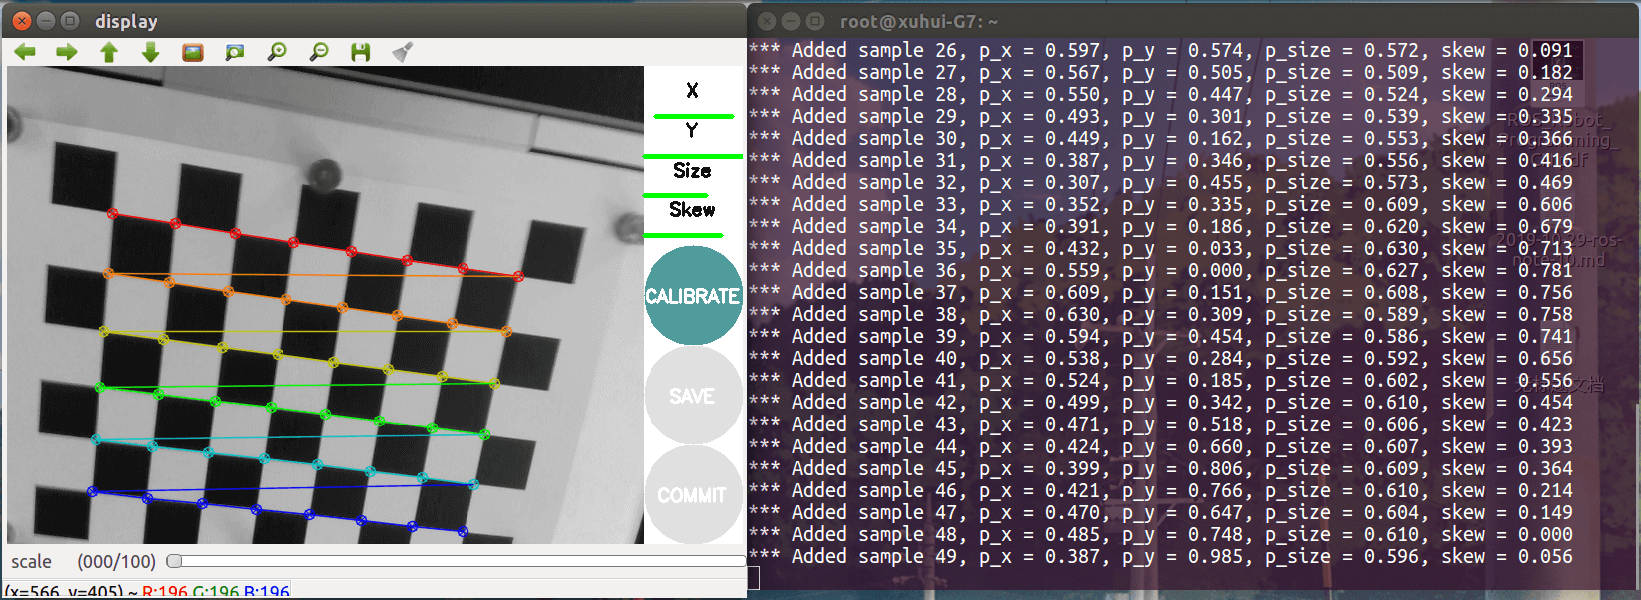 display
X
Y
Size
Skew
CALIBRATE
SAVE
COMMIT
scale (000/100)
(x=566, y=405) ~ R:196 G:196 B:196
root@xuhui-G7: ~
*** Added sample 26, p_x = 0.597, p_y = 0.574, p_size = 0.572, skew = 0.091
*** Added sample 27, p_x = 0.567, p_y = 0.505, p_size = 0.509, skew = 0.182
*** Added sample 28, p_x = 0.550, p_y = 0.447, p_size = 0.524, skew = 0.294
*** Added sample 29, p_x = 0.493, p_y = 0.301, p_size = 0.539, skew = 0.335
*** Added sample 30, p_x = 0.449, p_y = 0.162, p_size = 0.553, skew = 0.366
*** Added sample 31, p_x = 0.387, p_y = 0.346, p_size = 0.556, skew = 0.416
*** Added sample 32, p_x = 0.307, p_y = 0.455, p_size = 0.573, skew = 0.469
*** Added sample 33, p_x = 0.352, p_y = 0.335, p_size = 0.609, skew = 0.606
*** Added sample 34, p_x = 0.391, p_y = 0.186, p_size = 0.620, skew = 0.679
*** Added sample 35, p_x = 0.432, p_y = 0.033, p_size = 0.630, skew = 0.713
*** Added sample 36, p_x = 0.559, p_y = 0.000, p_size = 0.627, skew = 0.781
*** Added sample 37, p_x = 0.609, p_y = 0.151, p_size = 0.608, skew = 0.756
*** Added sample 38, p_x = 0.630, p_y = 0.309, p_size = 0.589, skew = 0.758
*** Added sample 39, p_x = 0.594, p_y = 0.454, p_size = 0.586, skew = 0.741
*** Added sample 40, p_x = 0.538, p_y = 0.284, p_size = 0.592, skew = 0.656
*** Added sample 41, p_x = 0.524, p_y = 0.185, p_size = 0.602, skew = 0.556
*** Added sample 42, p_x = 0.499, p_y = 0.342, p_size = 0.610, skew = 0.454
*** Added sample 43, p_x = 0.471, p_y = 0.518, p_size = 0.606, skew = 0.423
*** Added sample 44, p_x = 0.424, p_y = 0.660, p_size = 0.607, skew = 0.393
*** Added sample 45, p_x = 0.399, p_y = 0.806, p_size = 0.609, skew = 0.364
*** Added sample 46, p_x = 0.421, p_y = 0.766, p_size = 0.610, skew = 0.214
*** Added sample 47, p_x = 0.470, p_y = 0.647, p_size = 0.604, skew = 0.149
*** Added sample 48, p_x = 0.485, p_y = 0.748, p_size = 0.610, skew = 0.000
*** Added sample 49, p_x = 0.387, p_y = 0.985, p_size = 0.596, skew = 0.056